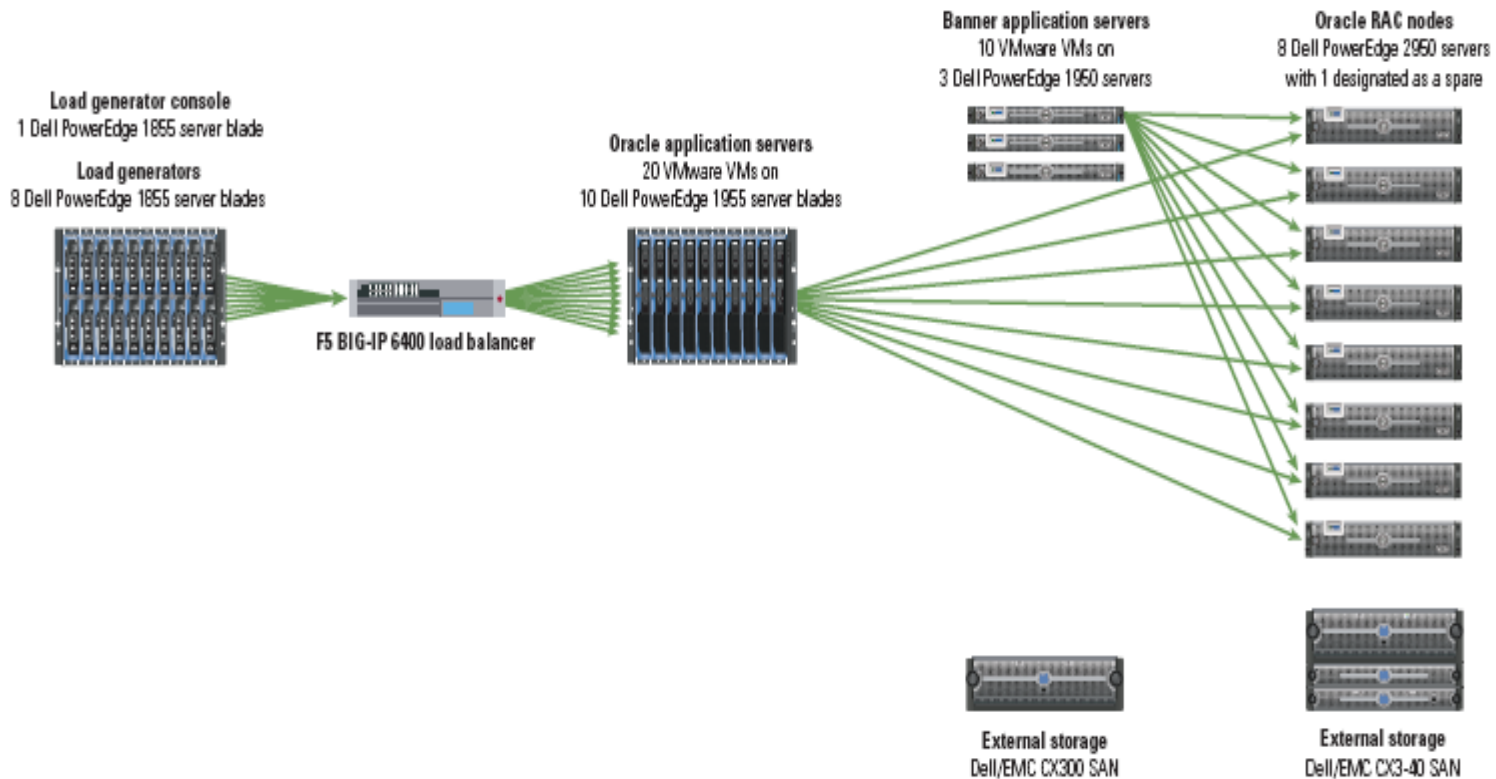 Load generator console
1 Dell PowerEdge 1855 server blade
Load generators
8 Dell PowerEdge 1855 server blades
F5 BIG-IP 6400 load balancer
Oracle application servers
20 VMware VMs on
10 Dell PowerEdge 1955 server blades
Banner application servers
10 VMware VMs on
3 Dell PowerEdge 1950 servers
Oracle RAC nodes
8 Dell PowerEdge 2950 servers
with 1 designated as a spare
External storage
Dell/EMC CX300 SAN
External storage
Dell/EMC CX3-40 SAN